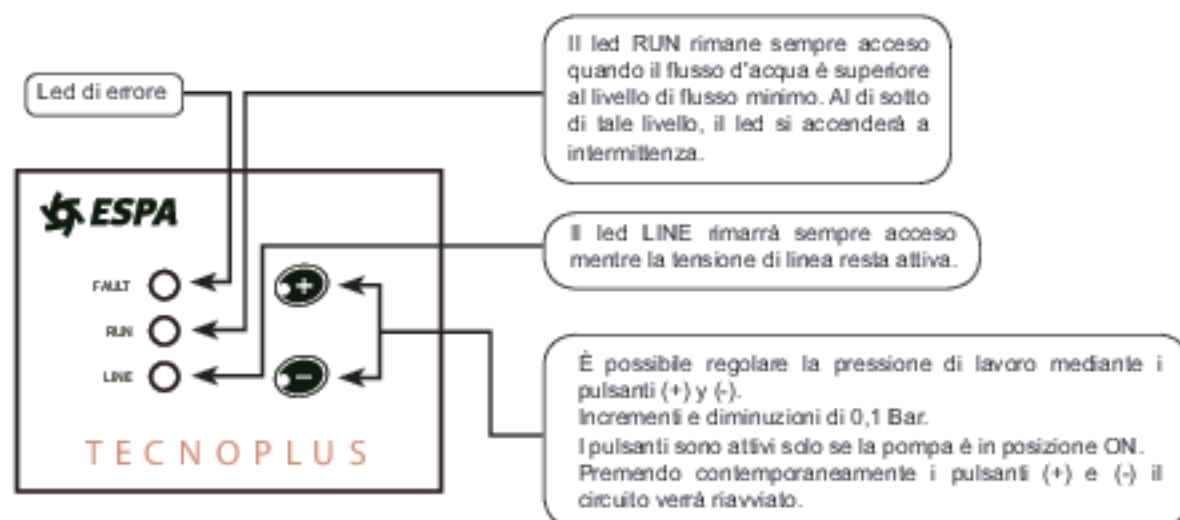 Led di errore
Il led RUN rimane sempre acceso
quando il flusso d'acqua è superiore
al livello di flusso minimo. Al di sotto
di tale livello, il led si accenderà a
intermittenza.
ESPA
Il led LINE rimarrà sempre acceso
mentre la tensione di linea resta attiva.
FAULT
RUN
LINE
+
-
TECNOPLUS
È possibile regolare la pressione di lavoro mediante i
pulsanti (+) y (-).
Incrementi e diminuzioni di 0,1 Bar.
I pulsanti sono attivi solo se la pompa è in posizione ON.
Premendo contemporaneamente i pulsanti (+) e (-) il
circuito verrà riavviato.